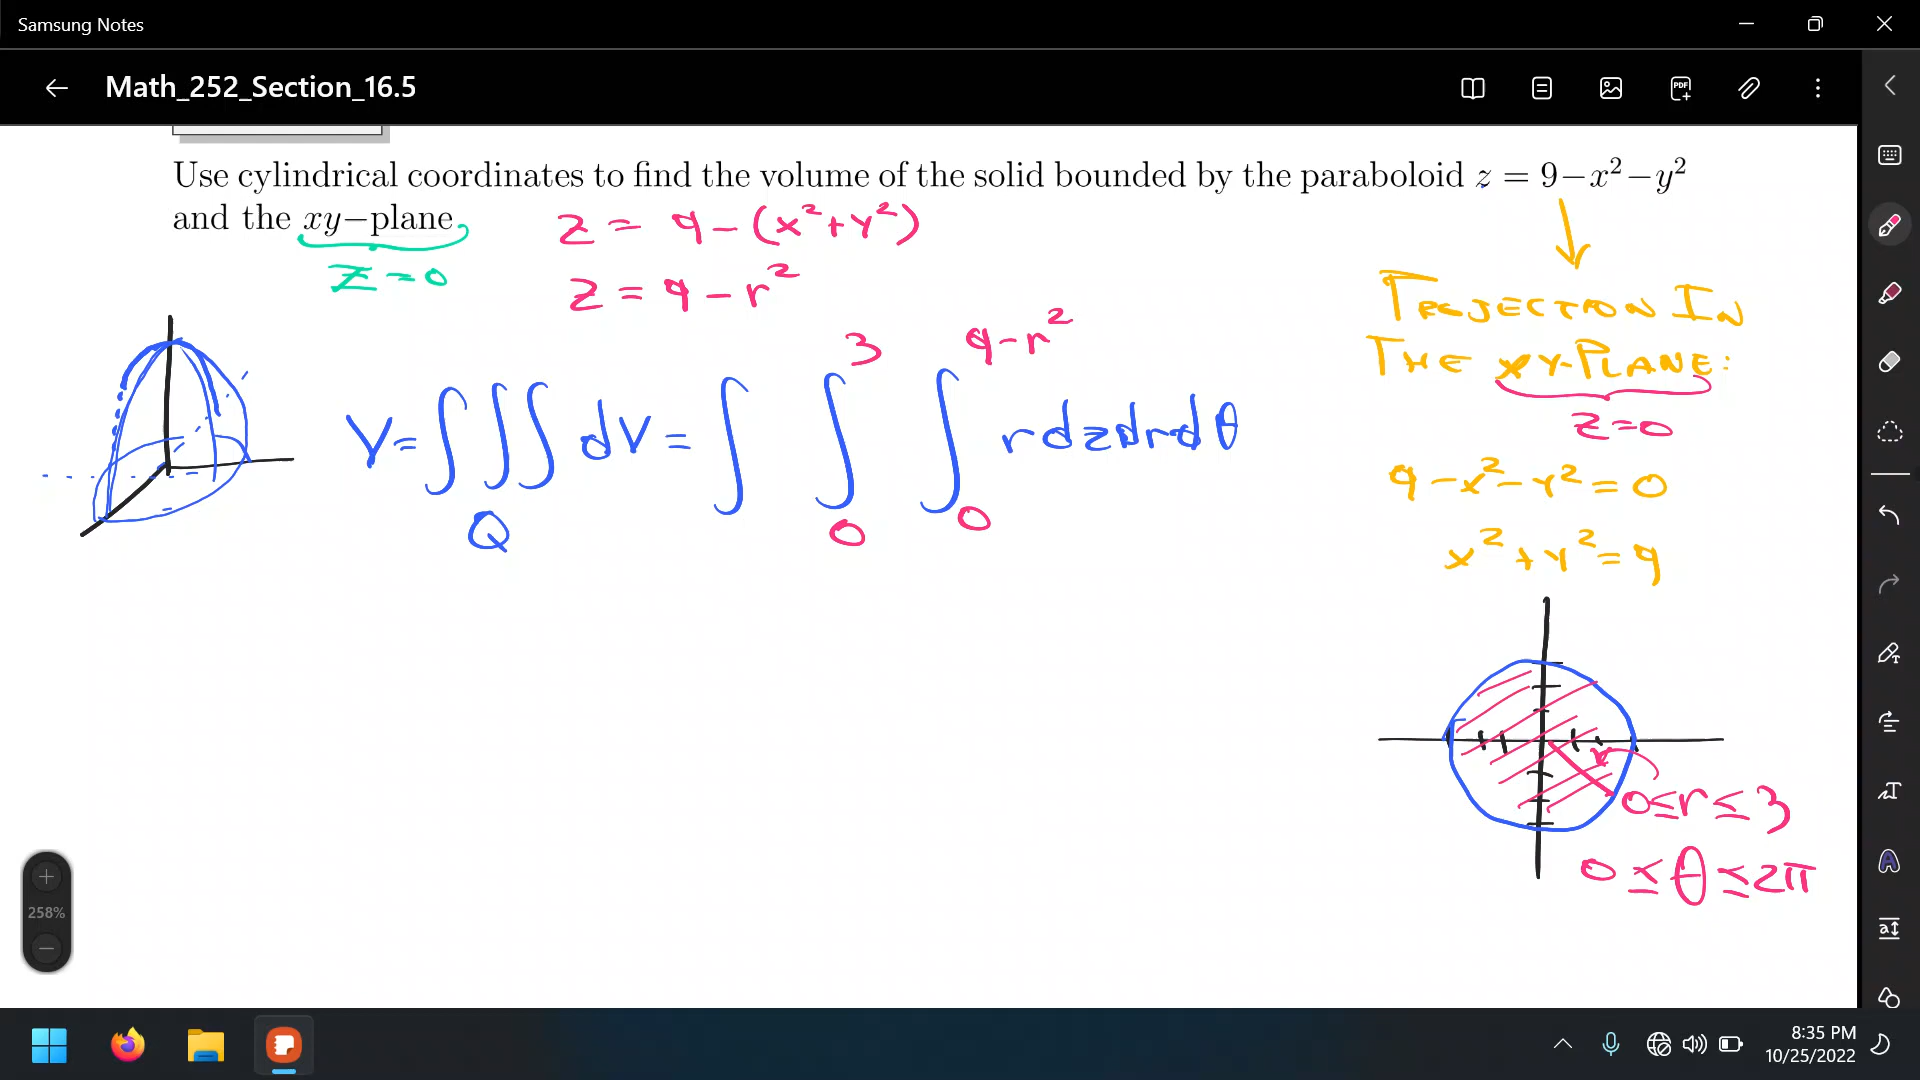 Samsung Notes
Math_252_Section_16.5
Use cylindrical coordinates to find the volume of the solid bounded by the paraboloid z = 9−x²−y²
and the xy−plane.
z = 0
z = 9 − (x² + y²)
z = 9 − r²
V = ∫∫∫ dV = ∫ ∫ ∫ r dz dr dθ
Q
3
0
9 − r²
0
PROJECTION IN
THE XY-PLANE:
z = 0
9 − x² − y² = 0
x² + y² = 9
r
0 ≤ r ≤ 3
0 ≤ θ ≤ 2π
258%
PDF
8:35 PM
10/25/2022